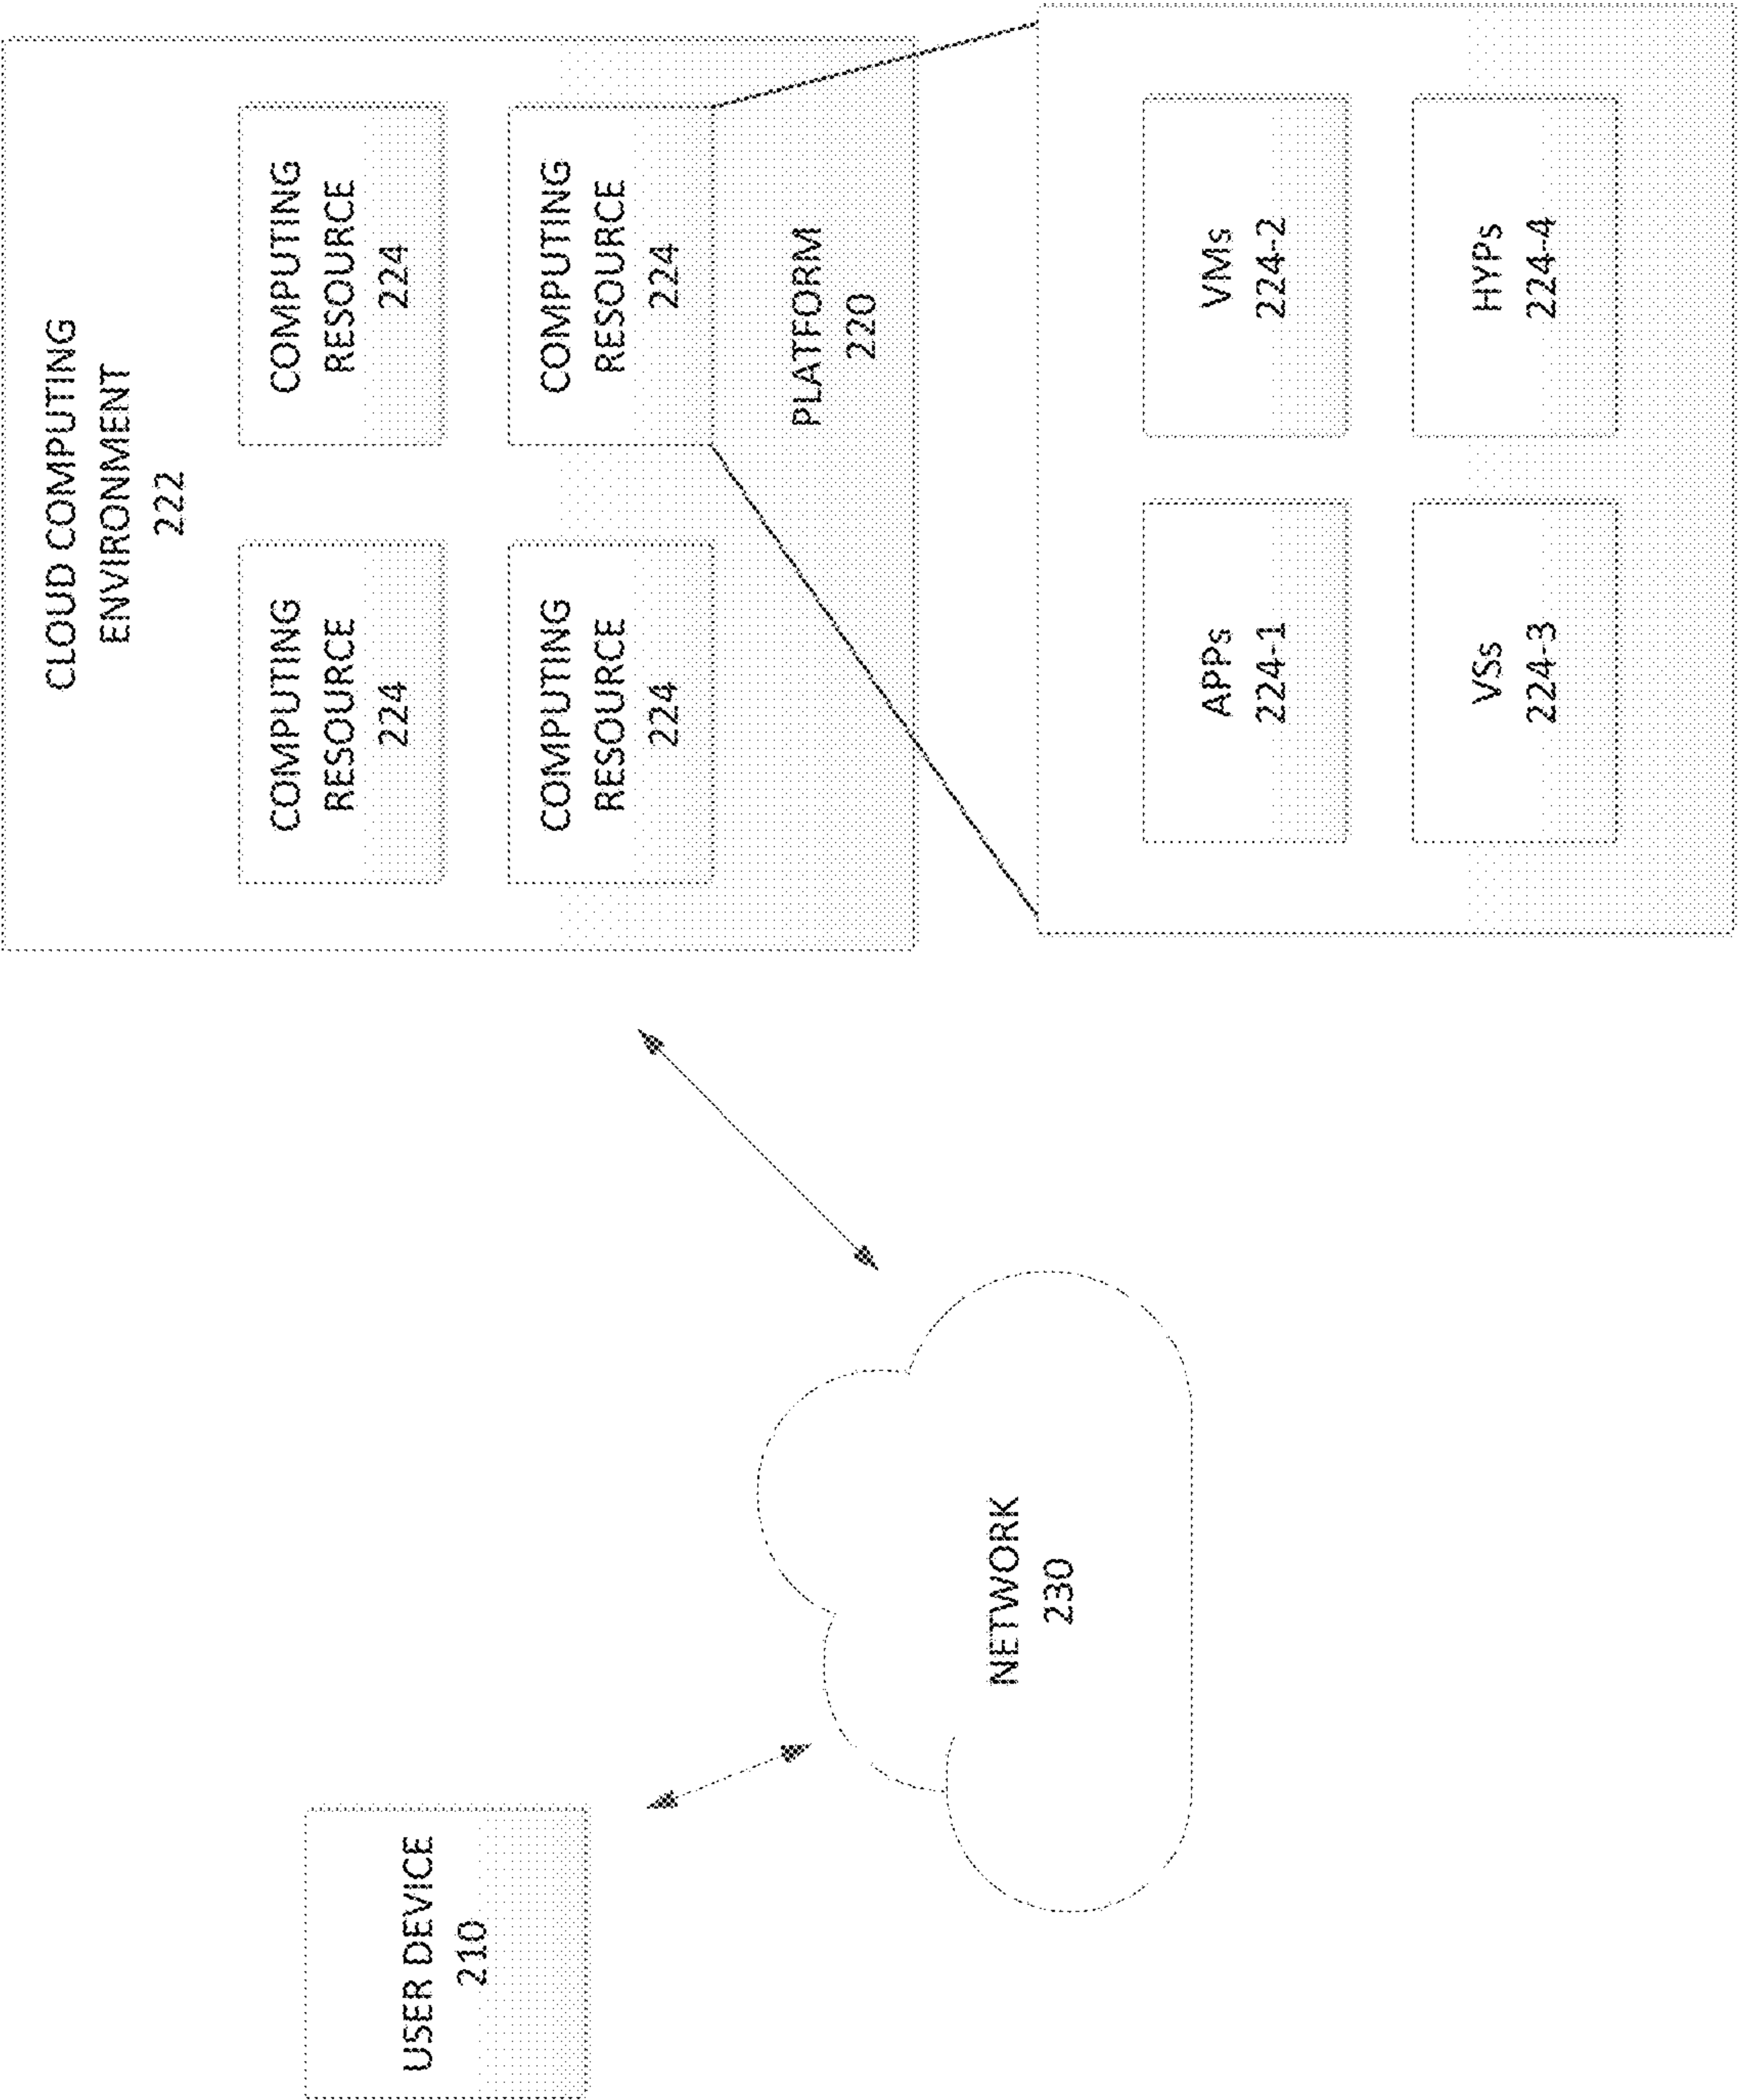 CLOUD COMPUTING
ENVIRONMENT
222
COMPUTING
RESOURCE
224
COMPUTING
RESOURCE
224
COMPUTING
RESOURCE
224
COMPUTING
RESOURCE
224
PLATFORM
220
USER DEVICE
210
NETWORK
230
APPs
224-1
VMs
224-2
VSs
224-3
HYPs
224-4